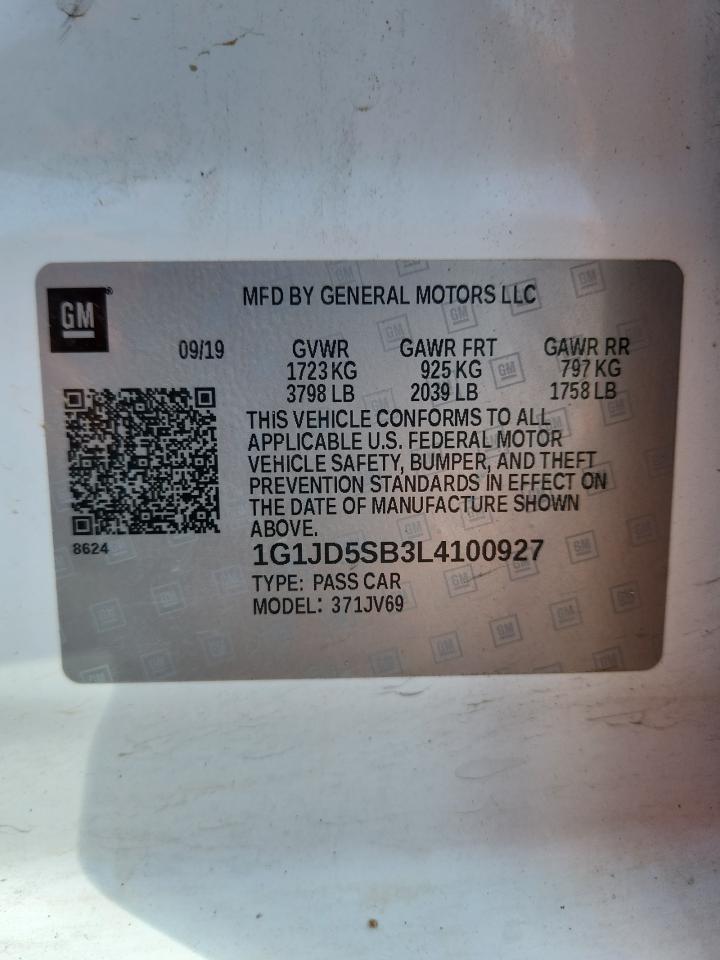 GM
MFD BY GENERAL MOTORS LLC
09/19 GVWR GAWR FRT GAWR RR
1723 KG 925 KG 797 KG
3798 LB 2039 LB 1758 LB
THIS VEHICLE CONFORMS TO ALL
APPLICABLE U.S. FEDERAL MOTOR
VEHICLE SAFETY, BUMPER, AND THEFT
PREVENTION STANDARDS IN EFFECT ON
THE DATE OF MANUFACTURE SHOWN
ABOVE.
8624
1G1JD5SB3L4100927
TYPE: PASS CAR
MODEL: 371JV69